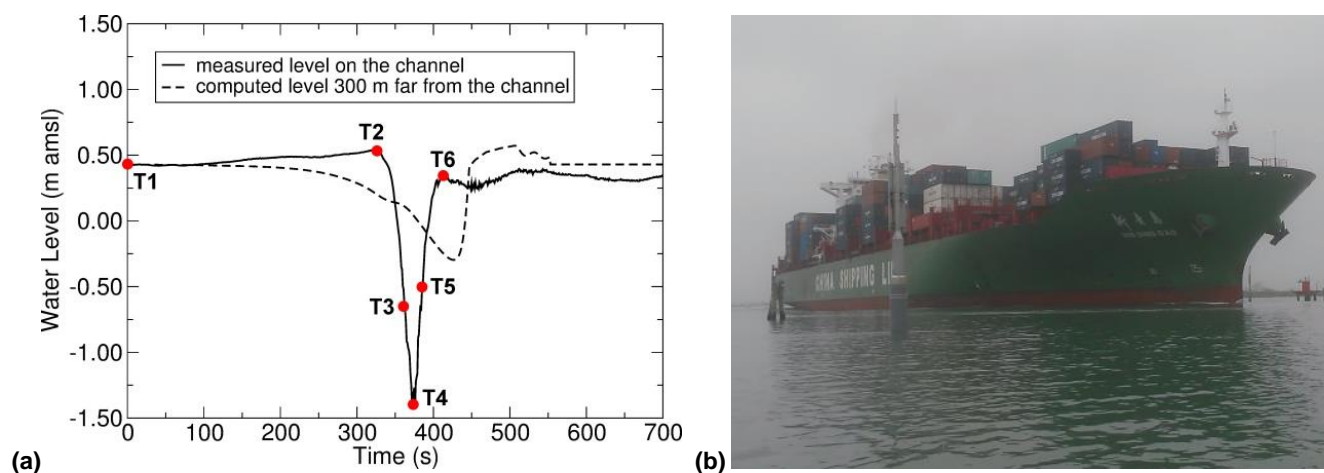 1.50
1.00
0.50
0.00
-0.50
-1.00
-1.50
Water Level (m amsl)
measured level on the channel
computed level 300 m far from the channel
T1
T2
T3
T4
T5
T6
0
100
200
300
400
500
600
700
Time (s)
(a)
CHINA SHIPPING LI
(b)